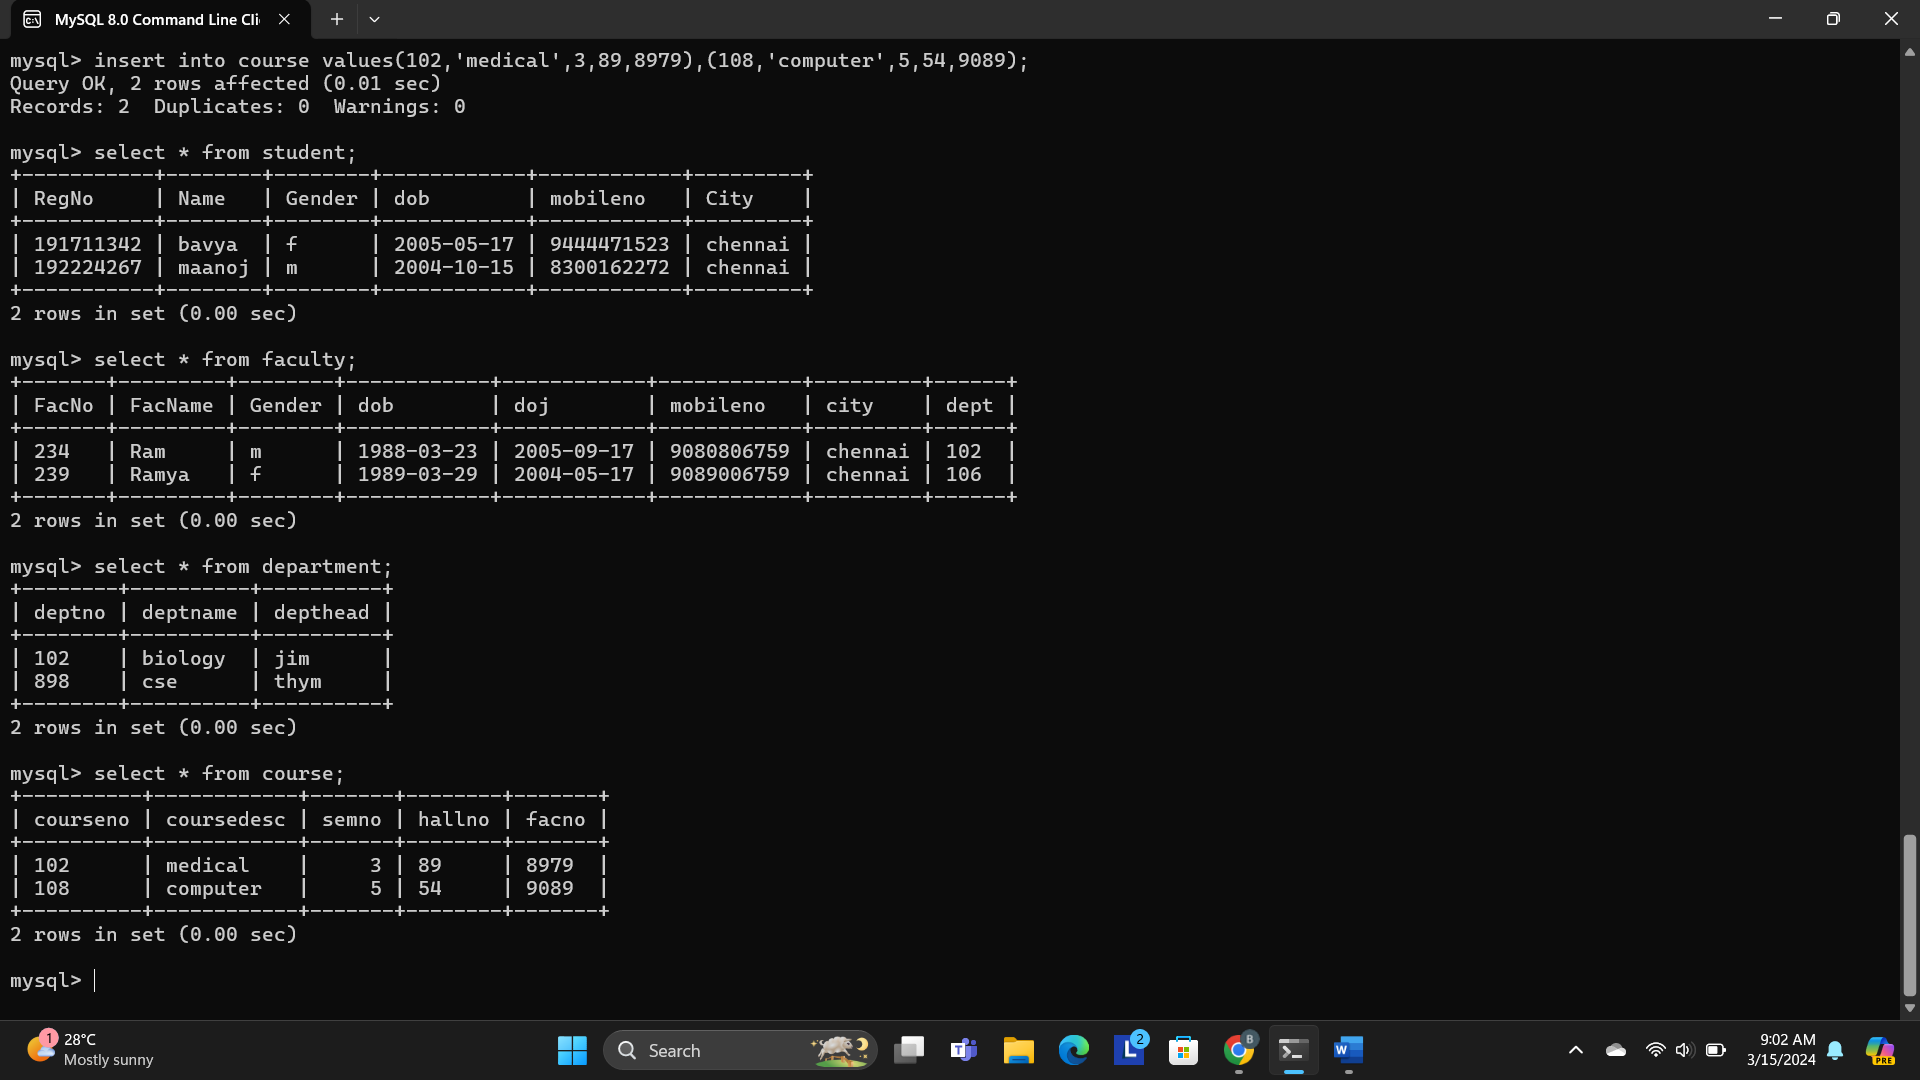 MySQL 8.0 Command Line Cli
mysql> insert into course values(102,'medical',3,89,8979),(108,'computer',5,54,9089);
Query OK, 2 rows affected (0.01 sec)
Records: 2  Duplicates: 0  Warnings: 0
mysql> select * from student;
+-----------+--------+--------+------------+------------+---------+
| RegNo     | Name   | Gender | dob        | mobileno   | City    |
+-----------+--------+--------+------------+------------+---------+
| 191711342 | bavya  | f      | 2005-05-17 | 9444471523 | chennai |
| 192224267 | maanoj | m      | 2004-10-15 | 8300162272 | chennai |
+-----------+--------+--------+------------+------------+---------+
2 rows in set (0.00 sec)
mysql> select * from faculty;
+-------+---------+--------+------------+------------+------------+---------+------+
| FacNo | FacName | Gender | dob        | doj        | mobileno   | city    | dept |
+-------+---------+--------+------------+------------+------------+---------+------+
| 234   | Ram     | m      | 1988-03-23 | 2005-09-17 | 9080806759 | chennai | 102  |
| 239   | Ramya   | f      | 1989-03-29 | 2004-05-17 | 9089006759 | chennai | 106  |
+-------+---------+--------+------------+------------+------------+---------+------+
2 rows in set (0.00 sec)
mysql> select * from department;
+--------+----------+----------+
| deptno | deptname | depthead |
+--------+----------+----------+
| 102    | biology  | jim      |
| 898    | cse      | thym     |
+--------+----------+----------+
2 rows in set (0.00 sec)
mysql> select * from course;
+----------+------------+-------+--------+-------+
| courseno | coursedesc | semno | hallno | facno |
+----------+------------+-------+--------+-------+
| 102      | medical    |     3 | 89     | 8979  |
| 108      | computer   |     5 | 54     | 9089  |
+----------+------------+-------+--------+-------+
2 rows in set (0.00 sec)
mysql>
1
28°C
Mostly sunny
Search
T
L
2
B
W
9:02 AM
3/15/2024
PRE